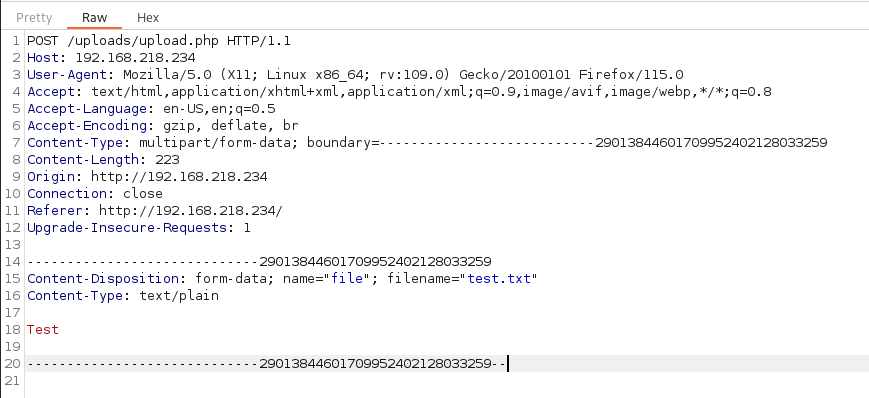 Pretty Raw Hex
1 POST /uploads/upload.php HTTP/1.1
2 Host: 192.168.218.234
3 User-Agent: Mozilla/5.0 (X11; Linux x86_64; rv:109.0) Gecko/20100101 Firefox/115.0
4 Accept: text/html,application/xhtml+xml,application/xml;q=0.9,image/avif,image/webp,*/*;q=0.8
5 Accept-Language: en-US,en;q=0.5
6 Accept-Encoding: gzip, deflate, br
7 Content-Type: multipart/form-data; boundary=---------------------------29013844601709952402128033259
8 Content-Length: 223
9 Origin: http://192.168.218.234
10 Connection: close
11 Referer: http://192.168.218.234/
12 Upgrade-Insecure-Requests: 1
13
14 -----------------------------29013844601709952402128033259
15 Content-Disposition: form-data; name="file"; filename="test.txt"
16 Content-Type: text/plain
17
18 Test
19
20 -----------------------------29013844601709952402128033259--
21